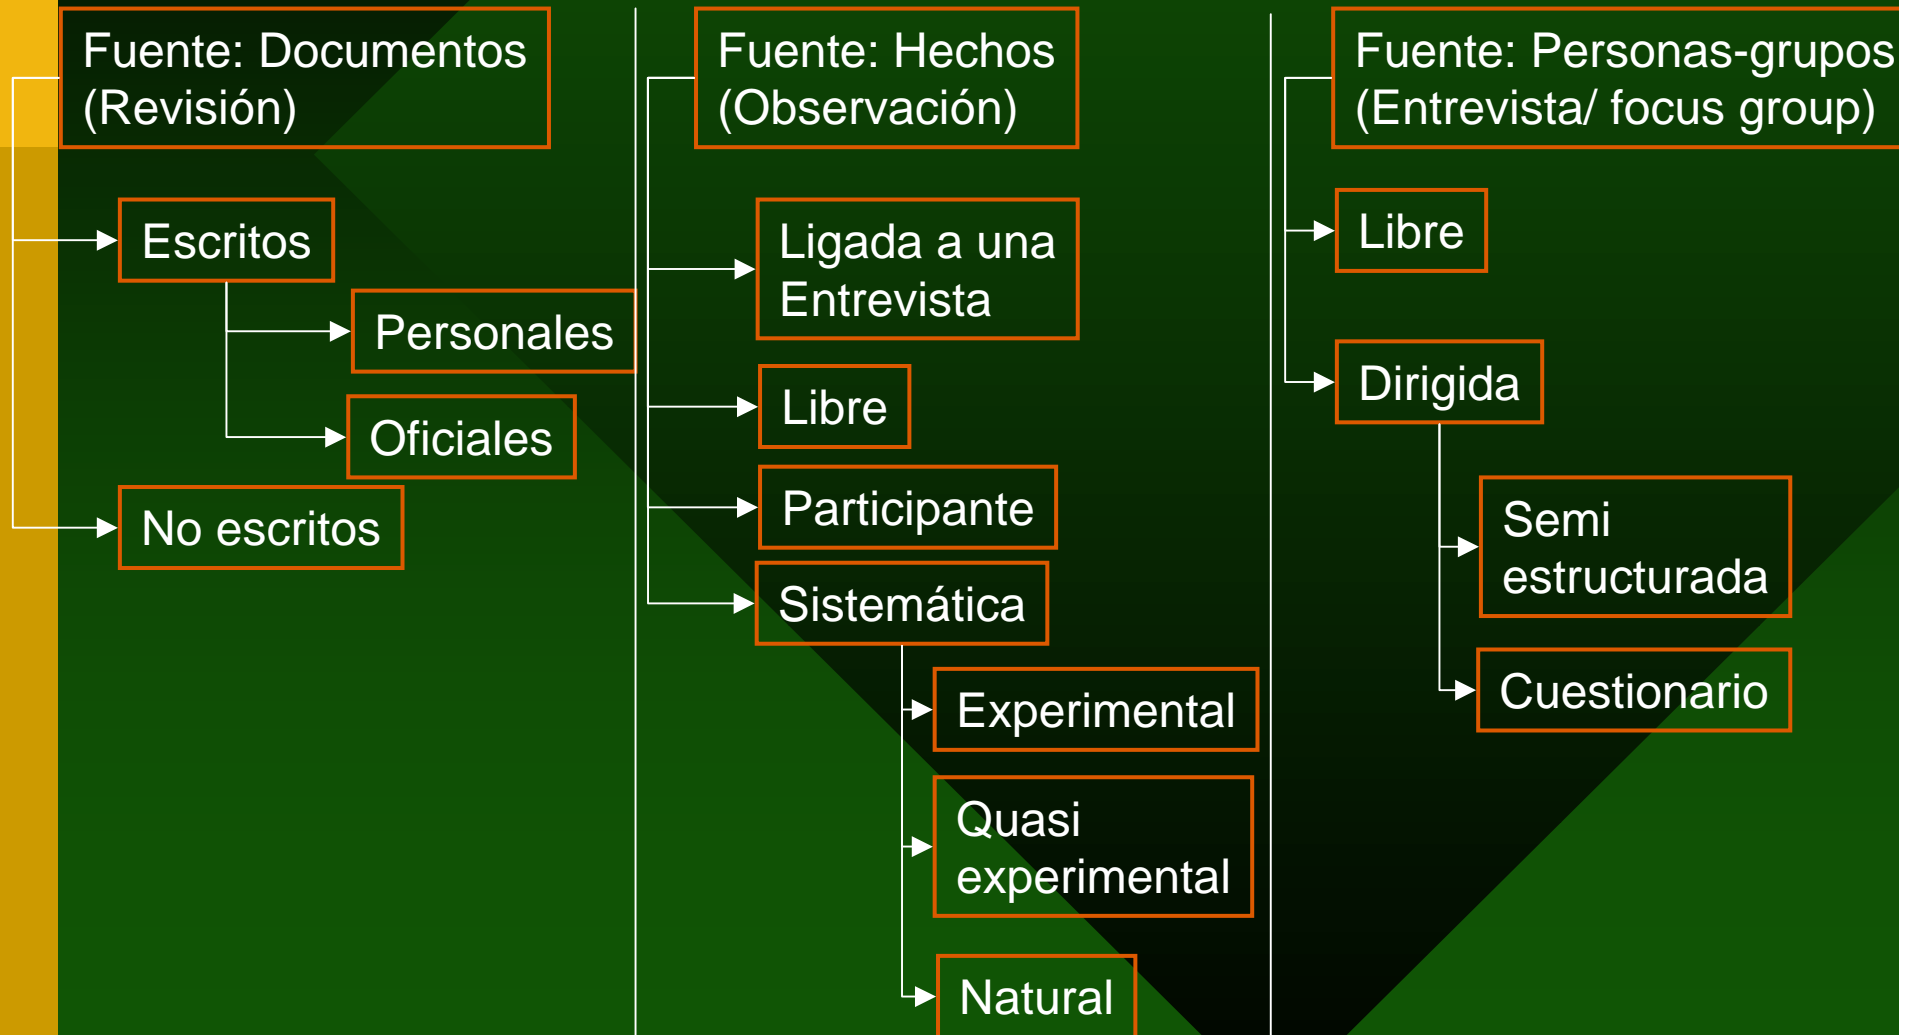 Fuente: Documentos
(Revisión)
Escritos
Personales
Oficiales
No escritos
Fuente: Hechos
(Observación)
Ligada a una
Entrevista
Libre
Participante
Sistemática
Experimental
Quasi
experimental
Natural
Fuente: Personas-grupos
(Entrevista/ focus group)
Libre
Dirigida
Semi
estructurada
Cuestionario